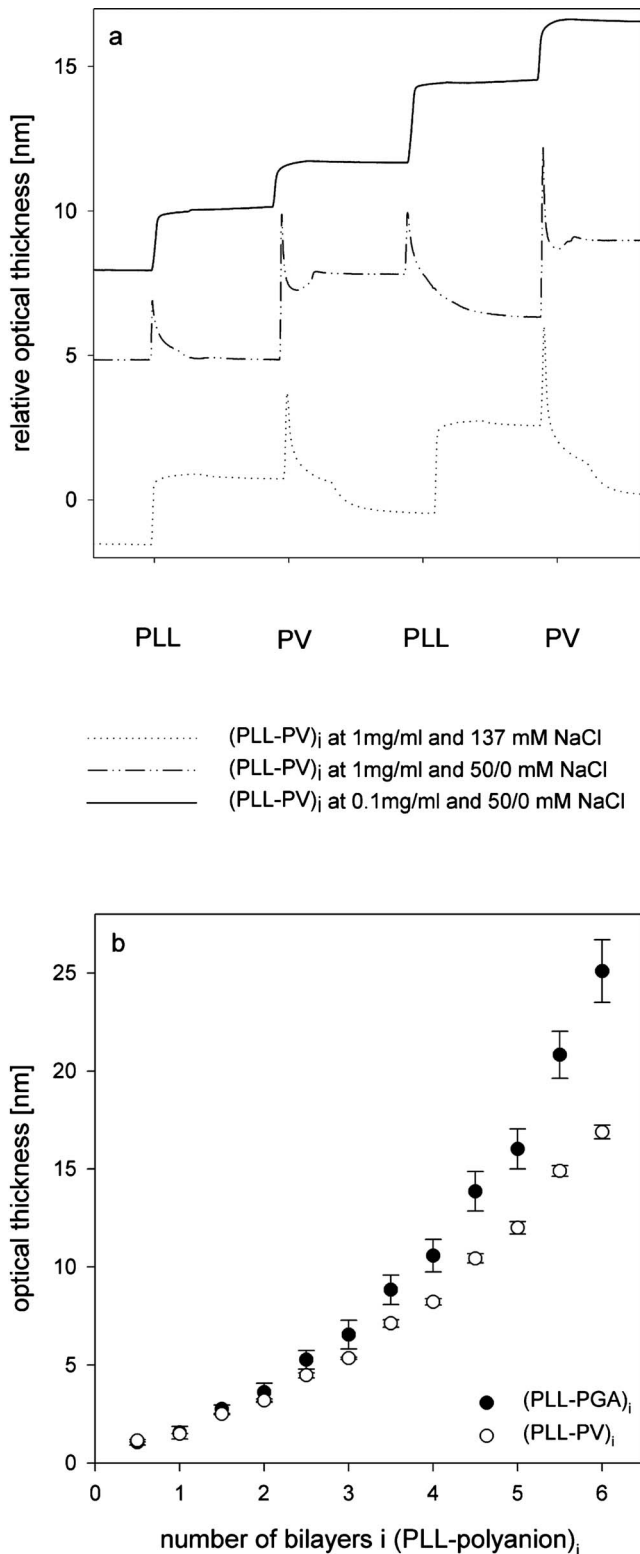 a
15
10
5
0
relative optical thickness [nm]
PLL PV PLL PV
(PLL-PV)i at 1mg/ml and 137 mM NaCl
(PLL-PV)i at 1mg/ml and 50/0 mM NaCl
(PLL-PV)i at 0.1mg/ml and 50/0 mM NaCl
b
25
20
15
10
5
0
optical thickness [nm]
(PLL-PGA)i
(PLL-PV)i
0 1 2 3 4 5 6
number of bilayers i (PLL-polyanion)i